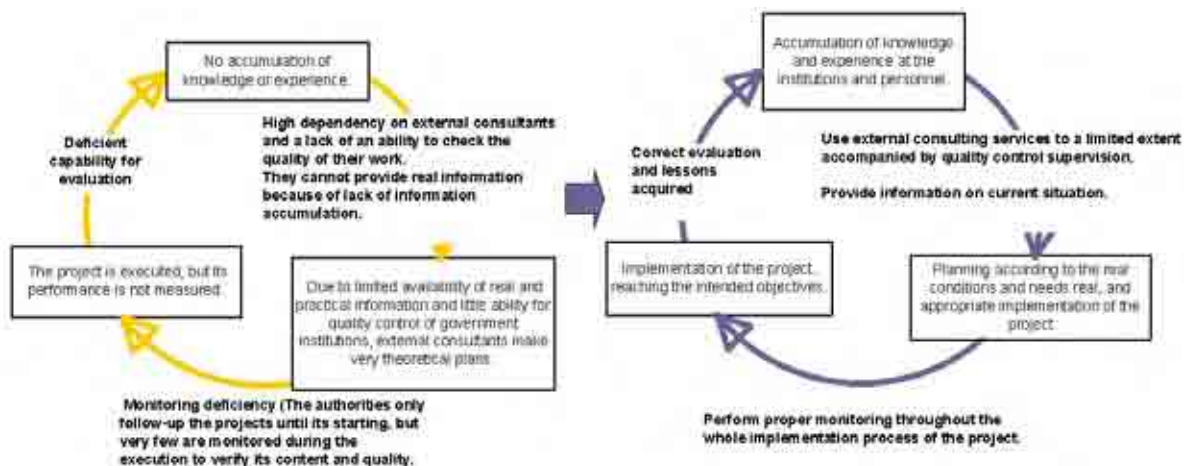 No accumulation of
knowledge or experience.
High dependency on external consultants
and a lack of an ability to check the
quality of their work.
They cannot provide real information
because of lack of information
accumulation.
Deficient
capability for
evaluation
The project is executed, but its
performance is not measured.
Due to limited availability of real and
practical information and little ability for
quality control of government
institutions, external consultants make
very theoretical plans
Monitoring deficiency (The authorities only
follow-up the projects until its starting, but
very few are monitored during the
execution to verify its content and quality.
Accumulation of knowledge
and experience at the
institutions and personnel.
Use external consulting services to a limited extent
accompanied by quality control supervision.
Provide information on current situation.
Correct evaluation
and lessons
acquired
Implementation of the project,
reaching the intended objectives.
Planning according to the real
conditions and needs real, and
appropriate implementation of the
project
Perform proper monitoring throughout the
whole implementation process of the project.